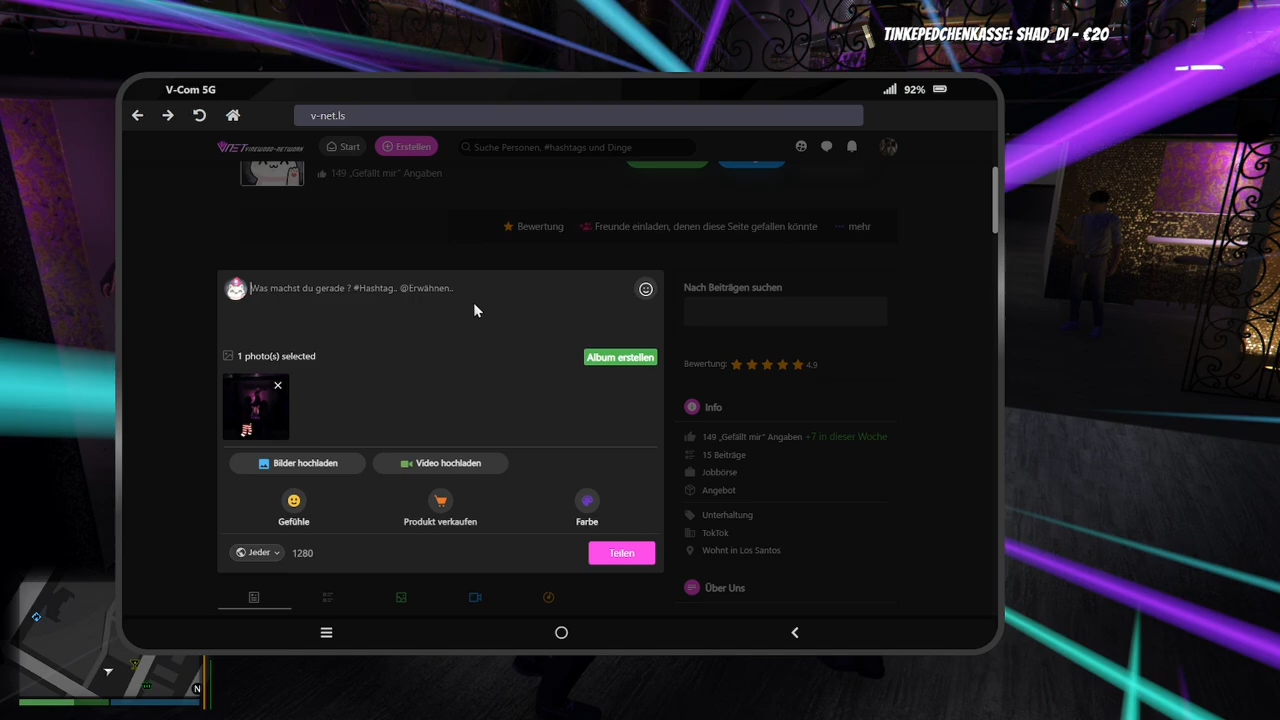 TINKEPEDCHENKASSE: SHAD_DI - €20
V-Com 5G
92%
v-net.ls
VNET VINEWOOD-NETWORK
Start
Erstellen
Suche Personen, #hashtags und Dinge
149 „Gefällt mir“ Angaben
Bewertung
Freunde einladen, denen diese Seite gefallen könnte
mehr
Was machst du gerade ? #Hashtag.. @Erwähnen..
1 photo(s) selected
Album erstellen
Bilder hochladen
Video hochladen
Gefühle
Produkt verkaufen
Farbe
Jeder
1280
Teilen
Nach Beiträgen suchen
Bewertung:
4.9
Info
149 „Gefällt mir“ Angaben +7 in dieser Woche
15 Beiträge
Jobbörse
Angebot
Unterhaltung
TokTok
Wohnt in Los Santos
Über Uns
N